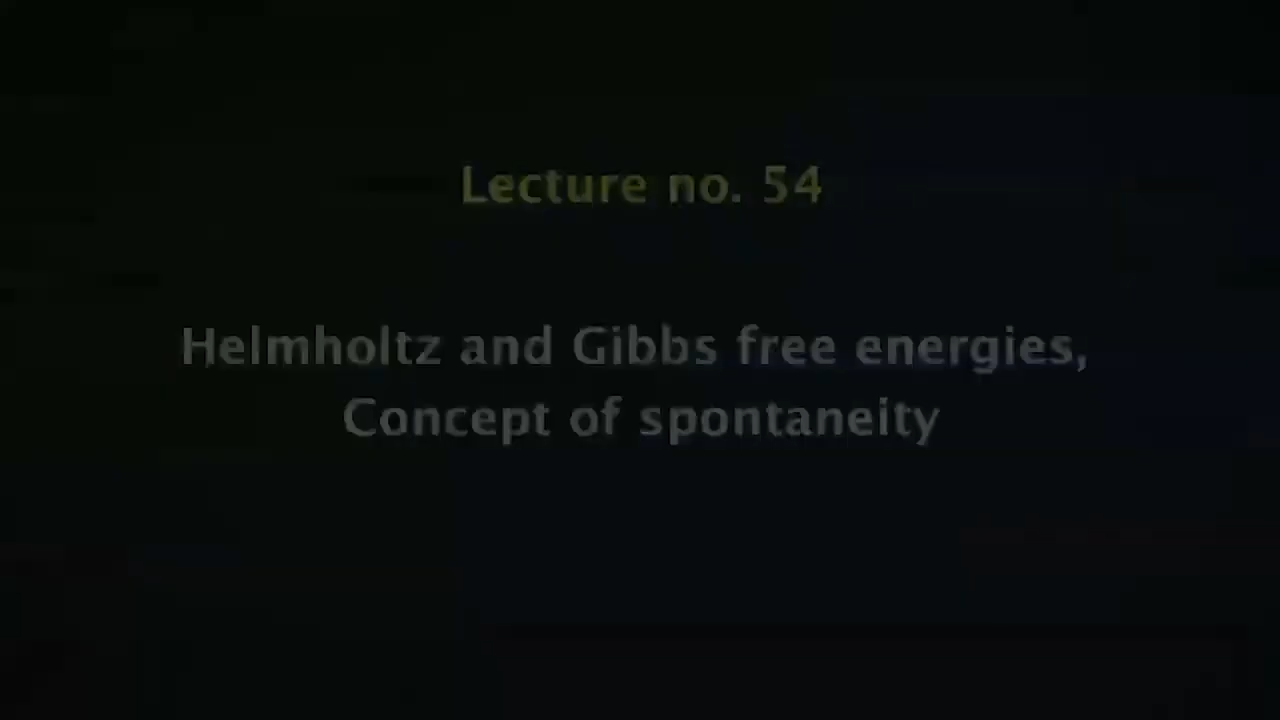 Lecture no. 54
Helmholtz and Gibbs free energies,
Concept of spontaneity